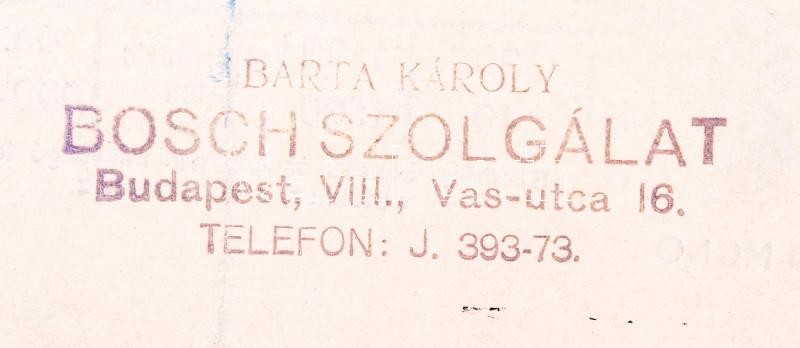 BARTA KÁROLY
BOSCH SZOLGÁLAT
Budapest, VIII., Vas-utca 16.
TELEFON: J. 393-73.